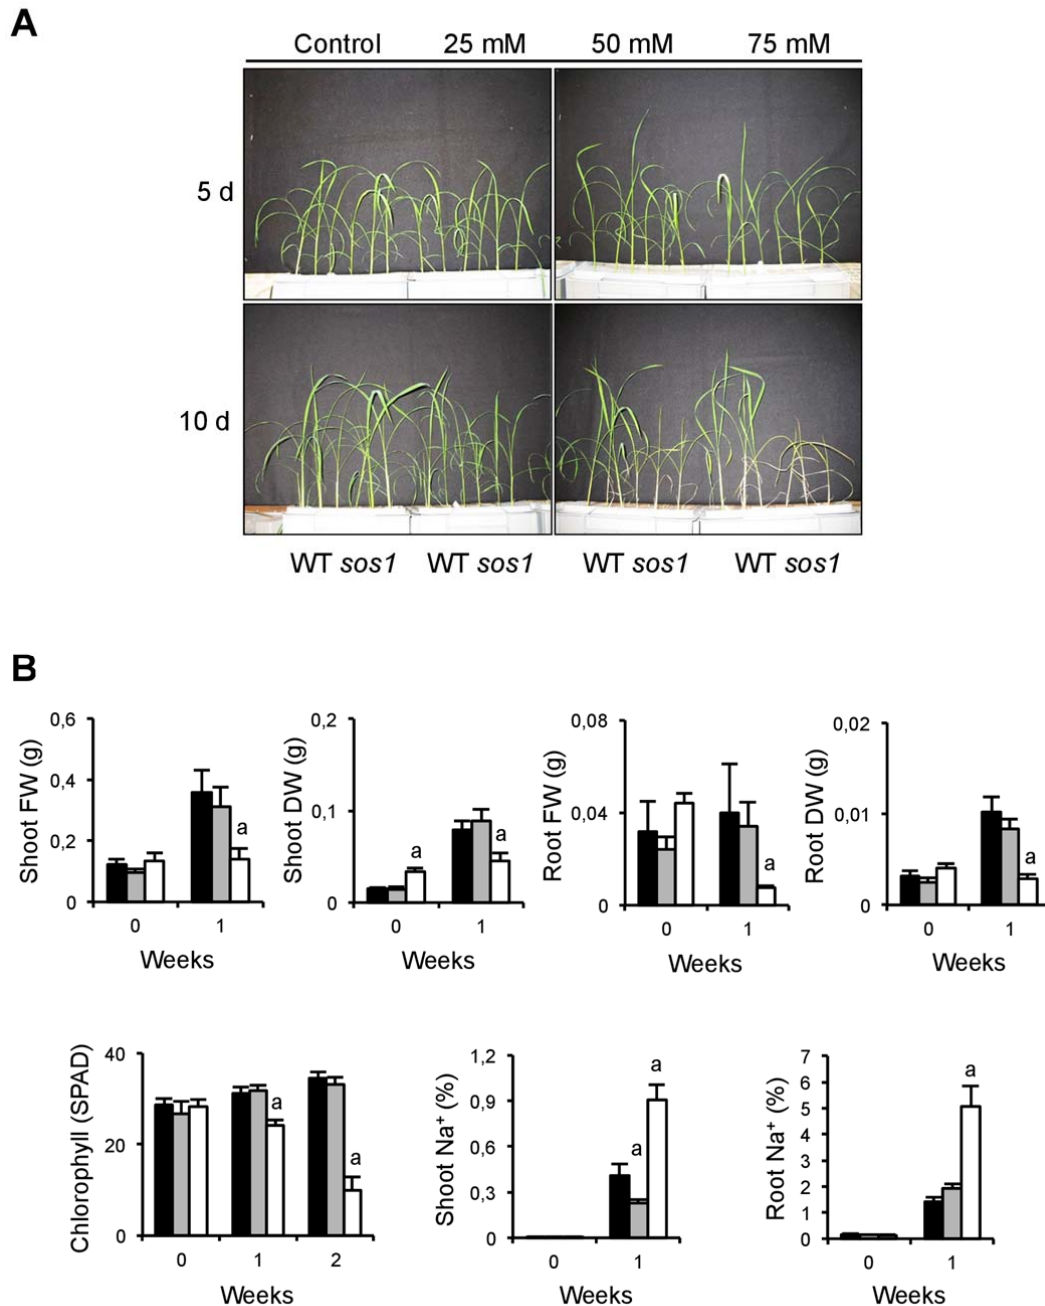 A
Control 25 mM 50 mM 75 mM
5 d
10 d
WT sos1 WT sos1 WT sos1 WT sos1
B
Shoot FW (g)
0,6
0,4
0,2
0
a
0 1
Weeks
Shoot DW (g)
0,2
0,1
0
a
a
0 1
Weeks
Root FW (g)
0,08
0,04
0
a
0 1
Weeks
Root DW (g)
0,02
0,01
0
a
0 1
Weeks
Chlorophyll (SPAD)
40
20
0
a
a
0 1 2
Weeks
Shoot Na⁺ (%)
1,2
0,9
0,6
0,3
0
a
a
0 1
Weeks
Root Na⁺ (%)
7
6
5
4
3
2
1
0
a
0 1
Weeks